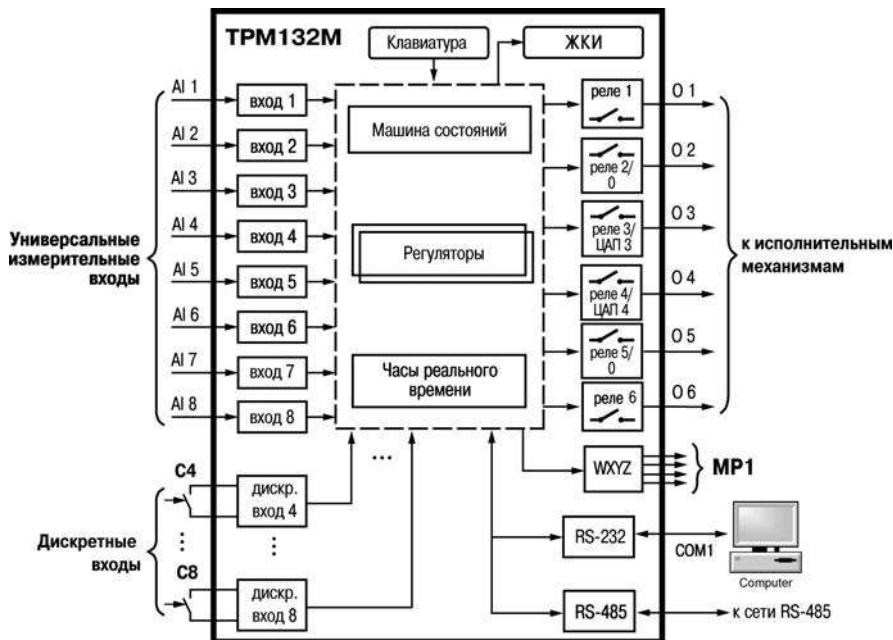 ТРМ132М
Клавиатура
ЖКИ
AI 1
AI 2
AI 3
AI 4
AI 5
AI 6
AI 7
AI 8
Универсальные
измерительные
входы
вход 1
вход 2
вход 3
вход 4
вход 5
вход 6
вход 7
вход 8
Машина состояний
Регуляторы
Часы реального
времени
реле 1
реле 2/
0
реле 3/
ЦАП 3
реле 4/
ЦАП 4
реле 5/
0
реле 6
O 1
O 2
O 3
O 4
O 5
O 6
к исполнительным
механизмам
...
WXYZ
МР1
C4
дискр.
вход 4
Дискретные
входы
C8
дискр.
вход 8
RS-232
COM1
Computer
RS-485
к сети RS-485